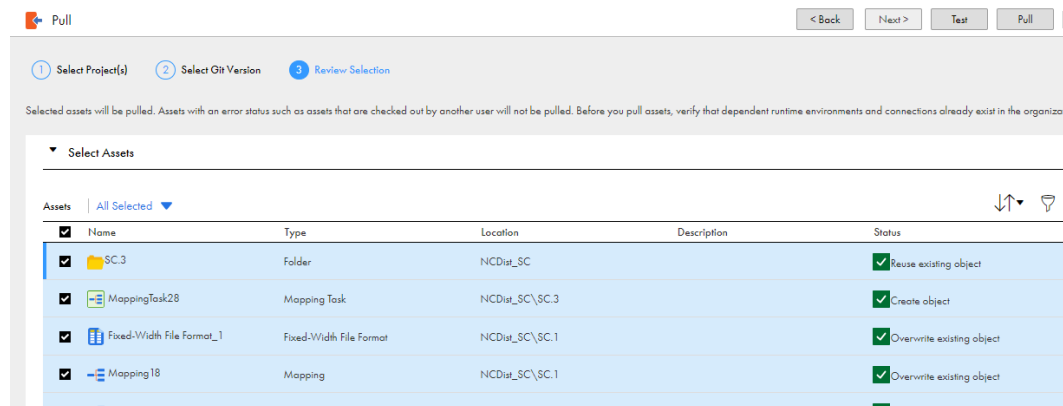 Pull
< Back
Next >
Test
Pull
1 Select Project(s)
2 Select Git Version
3 Review Selection
Selected assets will be pulled. Assets with an error status such as assets that are checked out by another user will not be pulled. Before you pull assets, verify that dependent runtime environments and connections already exist in the organiza
Select Assets
Assets All Selected
Name Type Location Description Status
SC.3 Folder NCDist_SC Reuse existing object
MappingTask28 Mapping Task NCDist_SC\SC.3 Create object
Fixed-Width File Format_1 Fixed-Width File Format NCDist_SC\SC.1 Overwrite existing object
Mapping18 Mapping NCDist_SC\SC.1 Overwrite existing object